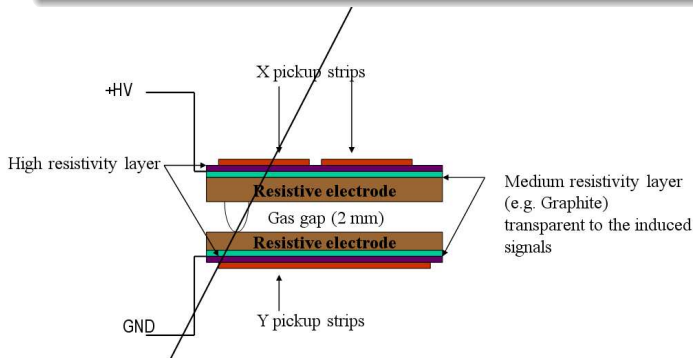 X pickup strips
+HV
High resistivity layer
Resistive electrode
Medium resistivity layer
(e.g. Graphite)
transparent to the induced
signals
Gas gap (2 mm)
Resistive electrode
GND
Y pickup strips